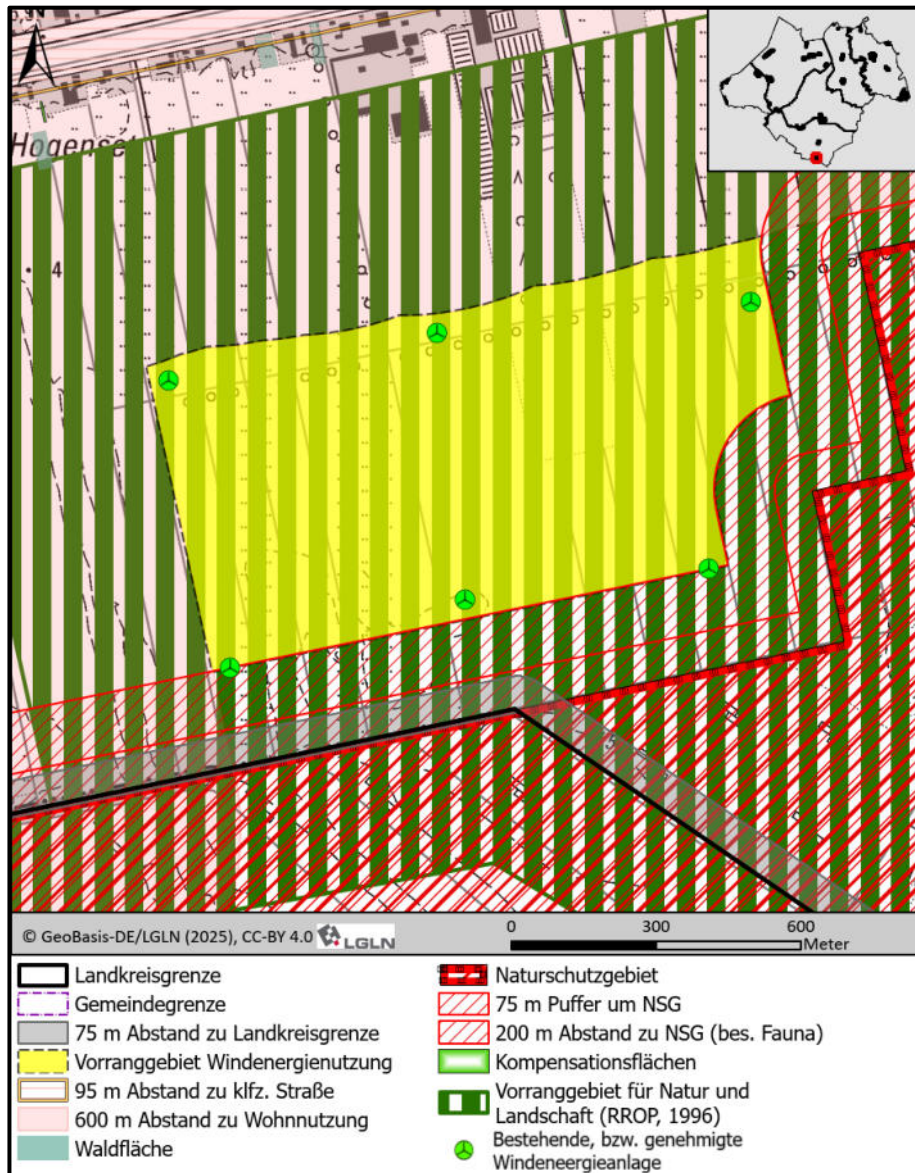 Hogenset
4
© GeoBasis-DE/LGLN (2025), CC-BY 4.0 LGLN
0 300 600
Meter
Landkreisgrenze
Gemeindegrenze
75 m Abstand zu Landkreisgrenze
Vorranggebiet Windenergienutzung
95 m Abstand zu klfz. Straße
600 m Abstand zu Wohnnutzung
Waldfläche
Naturschutzgebiet
75 m Puffer um NSG
200 m Abstand zu NSG (bes. Fauna)
Kompensationsflächen
Vorranggebiet für Natur und
Landschaft (RROP, 1996)
Bestehende, bzw. genehmigte
Windeneergieanlage